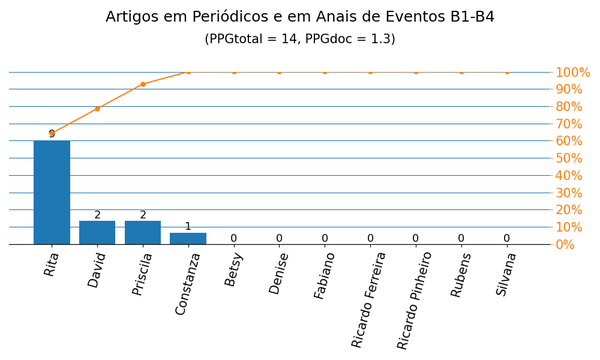 Artigos em Periódicos e em Anais de Eventos B1-B4
(PPGtotal = 14, PPGdoc = 1.3)
100%
90%
80%
70%
60%
50%
40%
30%
20%
10%
0%
9
2
2
1
0
0
0
0
0
0
0
Rita
David
Priscila
Constanza
Betsy
Denise
Fabiano
Ricardo Ferreira
Ricardo Pinheiro
Rubens
Silvana